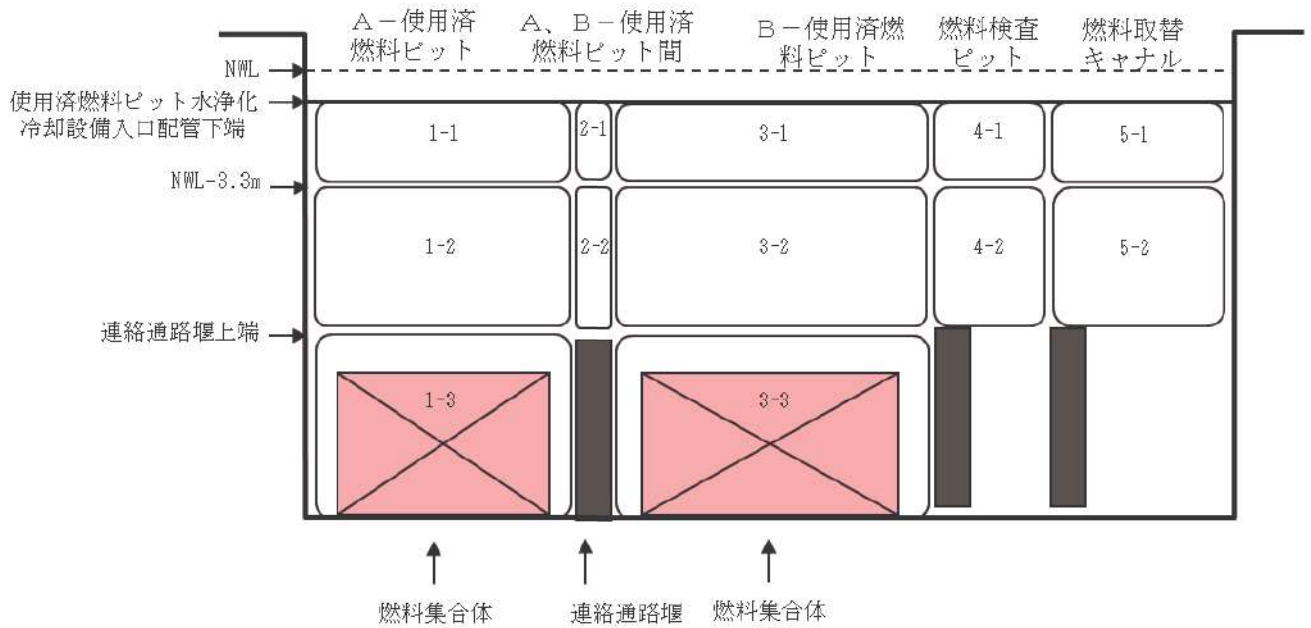 A－使用済
燃料ピット
A、B－使用済
燃料ピット間
B－使用済燃
料ピット
燃料検査
ピット
燃料取替
キャナル
NWL
使用済燃料ピット水浄化
冷却設備入口配管下端
1-1
2-1
3-1
4-1
5-1
NWL-3.3m
1-2
2-2
3-2
4-2
5-2
連絡通路堰上端
1-3
3-3
燃料集合体
連絡通路堰
燃料集合体